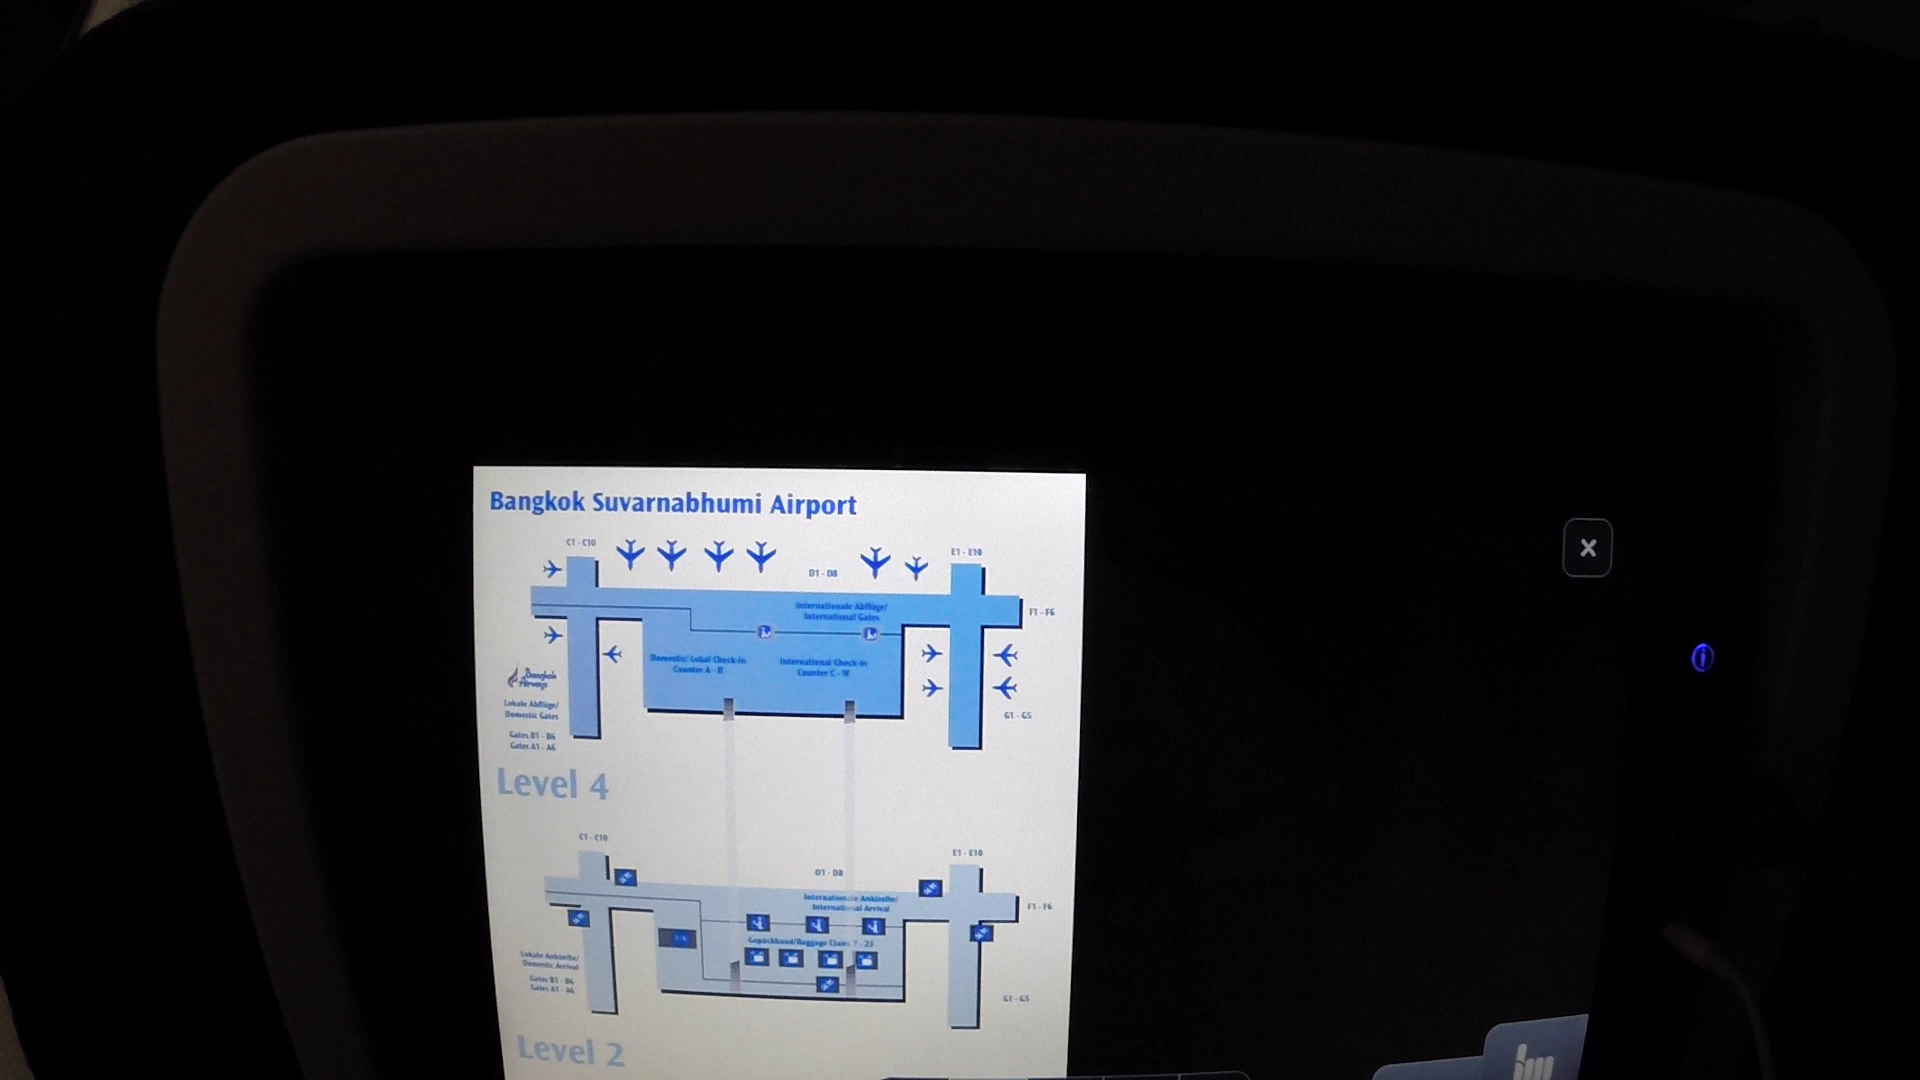 Bangkok Suvarnabhumi Airport
C1 - C10
E1 - E10
D1 - D8
Internationale Abflüge/
International Gates
F1 - F6
Domestic/ Lokal Check-in
Counter A - B
International Check-in
Counter C - W
Bangkok
Airways
Lokale Abflüge/
Domestic Gates
G1 - G5
Gates B1 - B6
Gates A1 - A6
Level 4
C1 - C10
E1 - E10
D1 - D8
Internationale Ankünfte/
International Arrival
F1 - F6
Gepäckband/Baggage Claim - 23
Lokale Ankünfte/
Domestic Arrival
Gates B1 - B6
Gates A1 - A6
G1 - G5
Level 2